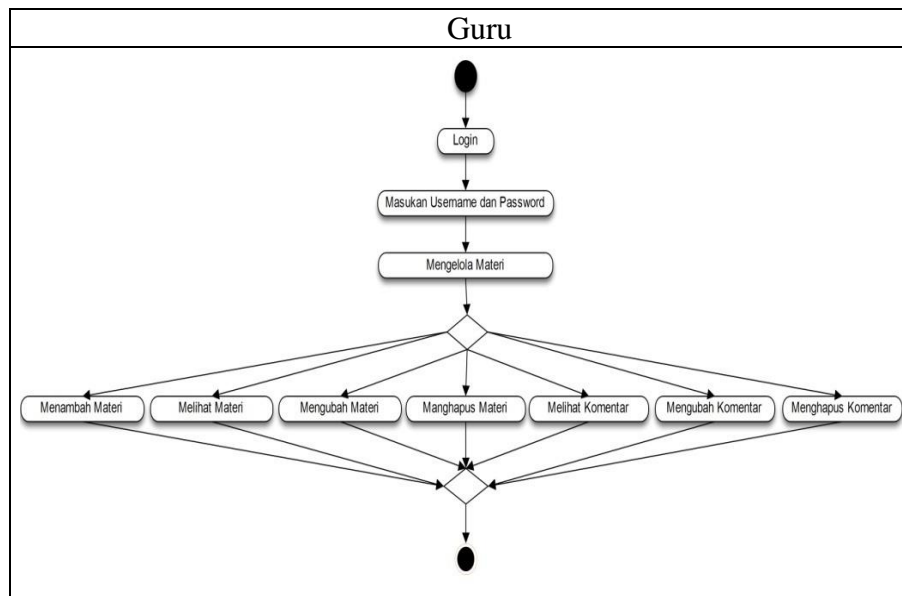 Guru
Login
Masukan Username dan Password
Mengelola Materi
Menambah Materi
Melihat Materi
Mengubah Materi
Manghapus Materi
Melihat Komentar
Mengubah Komentar
Menghapus Komentar